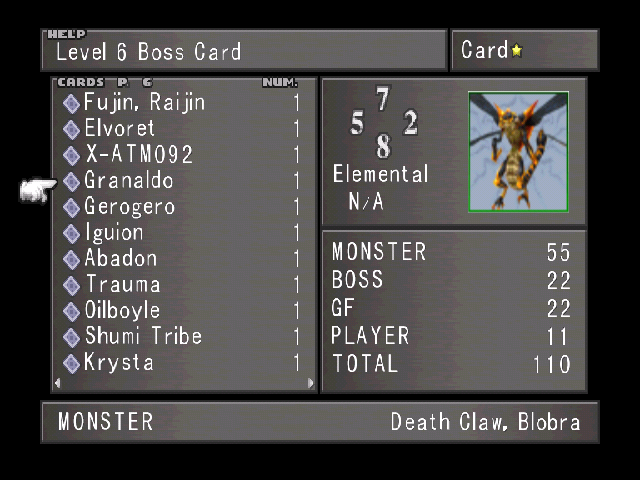 HELP
Level 6 Boss Card
Card★
CARDS P. 6 NUM.
Fujin, Raijin 1
Elvoret 1
X-ATM092 1
Granaldo 1
Gerogero 1
Iguion 1
Abadon 1
Trauma 1
Oilboyle 1
Shumi Tribe 1
Krysta 1
7
5 2
8
Elemental
N/A
MONSTER 55
BOSS 22
GF 22
PLAYER 11
TOTAL 110
MONSTER Death Claw, Blobra